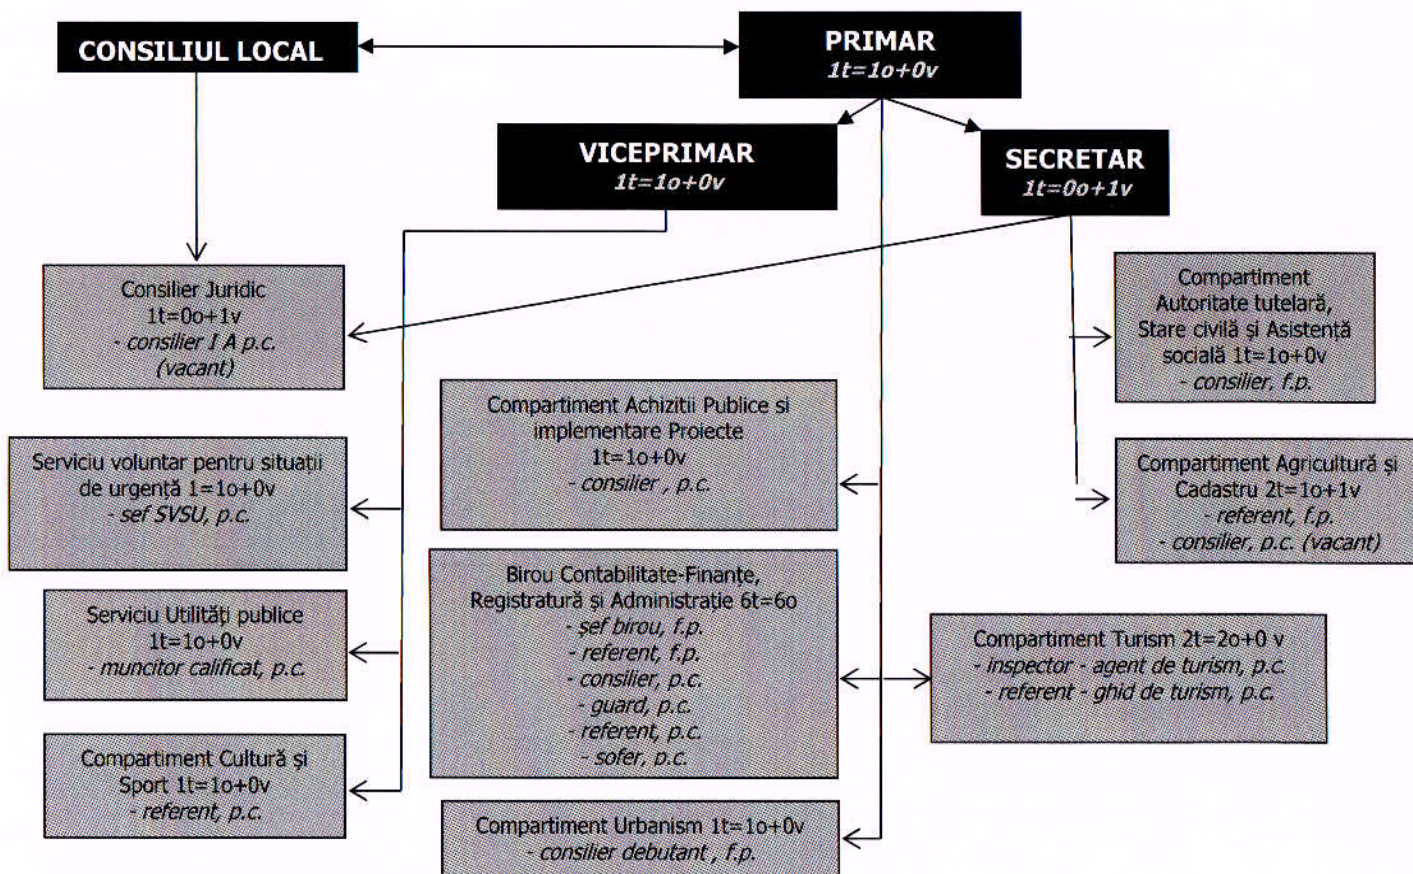 CONSILIUL LOCAL
PRIMAR
1t=1o+0v
VICEPRIMAR
1t=1o+0v
SECRETAR
1t=0o+1v
Consilier Juridic
1t=0o+1v
- consilier I A p.c.
(vacant)
Compartiment
Autoritate tutelară,
Stare civilă și Asistență
socială 1t=1o+0v
- consilier, f.p.
Compartiment Achizitii Publice si
implementare Proiecte
1t=1o+0v
- consilier , p.c.
Serviciu voluntar pentru situații
de urgență 1=1o+0v
- sef SVSU, p.c.
Compartiment Agricultură și
Cadastru 2t=1o+1v
- referent, f.p.
- consilier, p.c. (vacant)
Birou Contabilitate-Finanțe,
Registratură și Administrație 6t=6o
- șef birou, f.p.
- referent, f.p.
- consilier, p.c.
- guard, p.c.
- referent, p.c.
- sofer, p.c.
Serviciu Utilități publice
1t=1o+0v
- muncitor calificat, p.c.
Compartiment Turism 2t=2o+0 v
- inspector - agent de turism, p.c.
- referent - ghid de turism, p.c.
Compartiment Cultură și
Sport 1t=1o+0v
- referent, p.c.
Compartiment Urbanism 1t=1o+0v
- consilier debutant , f.p.